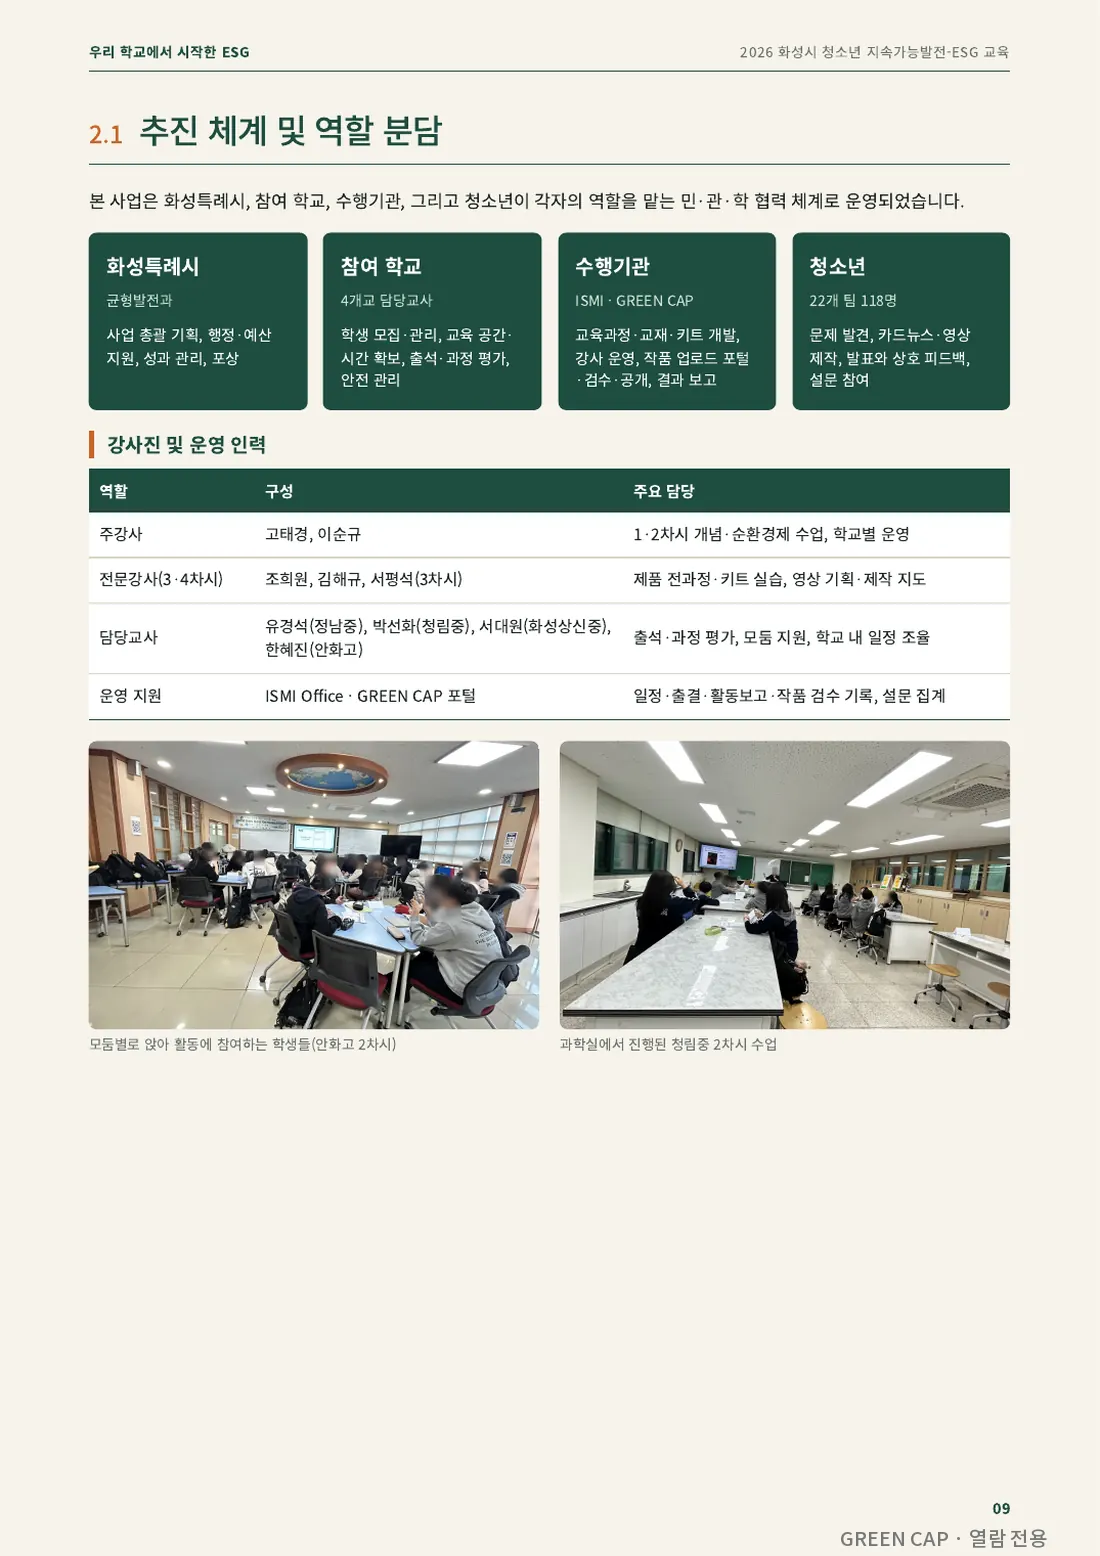 우리 학교에서 시작한 ESG
2026 화성시 청소년 지속가능발전-ESG 교육
2.1 추진 체계 및 역할 분담
본 사업은 화성특례시, 참여 학교, 수행기관, 그리고 청소년이 각자의 역할을 맡는 민·관·학 협력 체계로 운영되었습니다.
화성특례시
균형발전과
사업 총괄 기획, 행정·예산
지원, 성과 관리, 포상
참여 학교
4개교 담당교사
학생 모집·관리, 교육 공간·
시간 확보, 출석·과정 평가,
안전 관리
수행기관
ISMI · GREEN CAP
교육과정·교재·키트 개발,
강사 운영, 작품 업로드 포털
·검수·공개, 결과 보고
청소년
22개 팀 118명
문제 발견, 카드뉴스·영상
제작, 발표와 상호 피드백,
설문 참여
강사진 및 운영 인력
역할 구성 주요 담당
주강사 고태경, 이순규 1·2차시 개념·순환경제 수업, 학교별 운영
전문강사(3·4차시) 조희원, 김해규, 서평석(3차시) 제품 전과정·키트 실습, 영상 기획·제작 지도
담당교사 유경석(정남중), 박선화(청림중), 서대원(화성상신중),
한혜진(안화고) 출석·과정 평가, 모둠 지원, 학교 내 일정 조율
운영 지원 ISMI Office · GREEN CAP 포털 일정·출결·활동보고·작품 검수 기록, 설문 집계
모둠별로 앉아 활동에 참여하는 학생들(안화고 2차시)
과학실에서 진행된 청림중 2차시 수업
09
GREEN CAP · 열람 전용